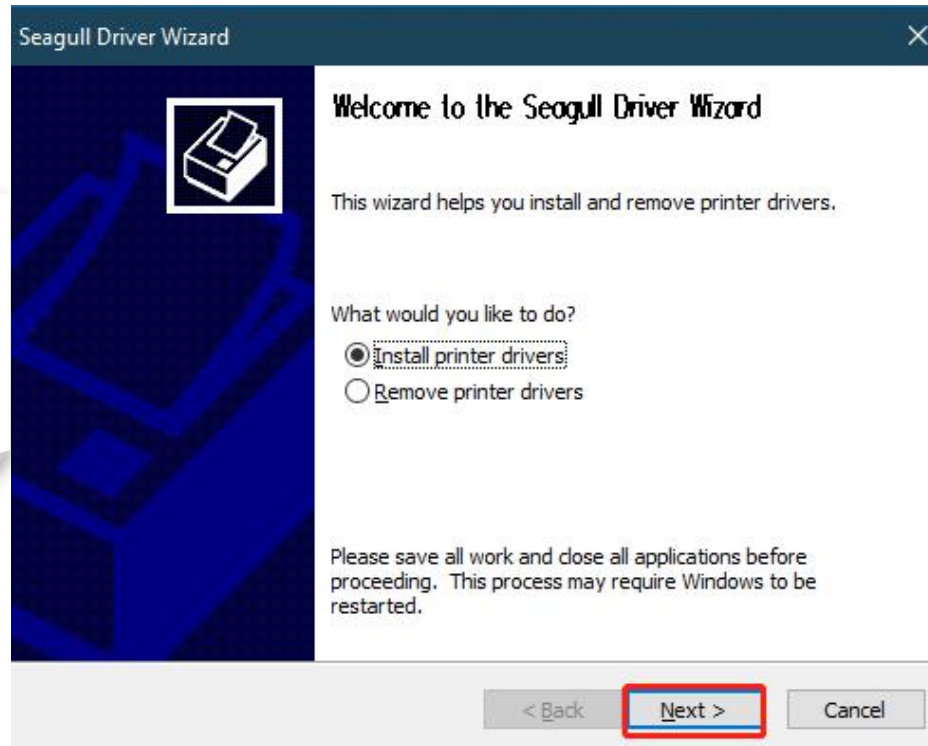 Seagull Driver Wizard
Welcome to the Seagull Driver Wizard
This wizard helps you install and remove printer drivers.
What would you like to do?
Install printer drivers
Remove printer drivers
Please save all work and close all applications before
proceeding. This process may require Windows to be
restarted.
< Back Next > Cancel